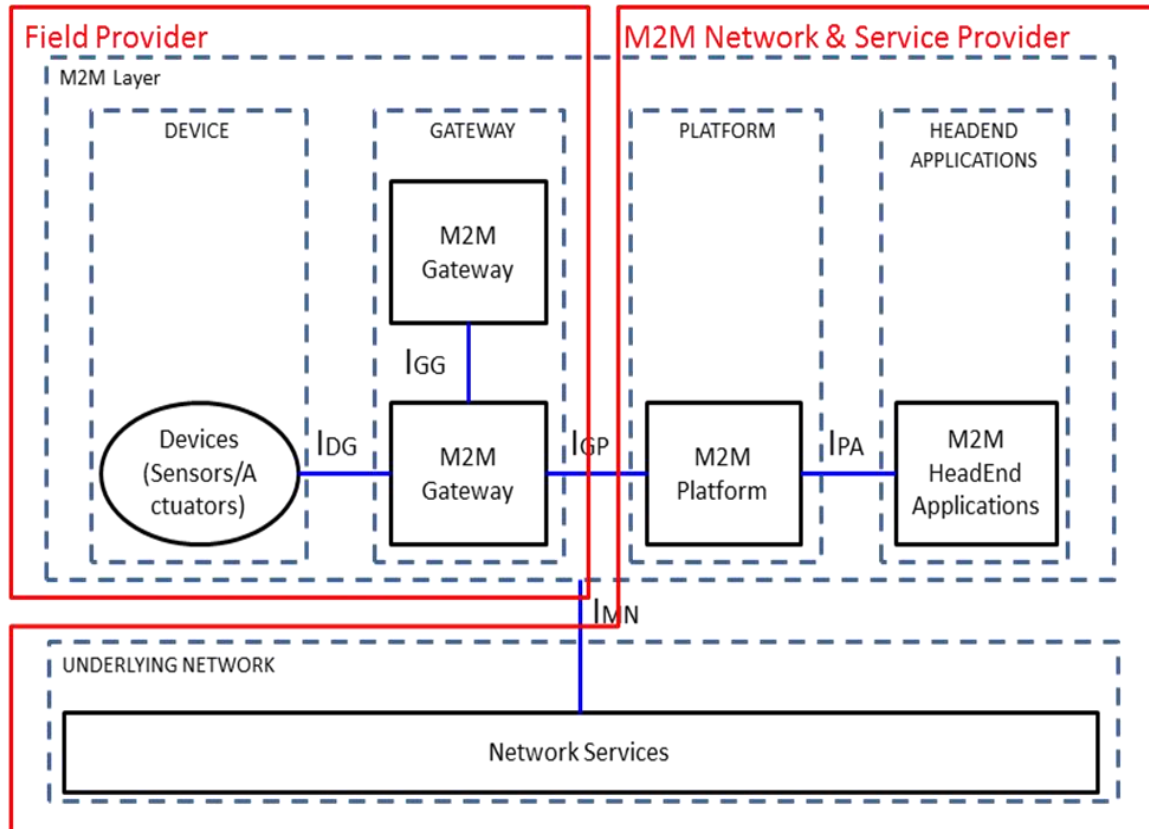 Field Provider
M2M Network & Service Provider
M2M Layer
DEVICE
GATEWAY
PLATFORM
HEADEND
APPLICATIONS
M2M
Gateway
IGG
Devices
(Sensors/A
ctuators)
IDG
M2M
Gateway
IGP
M2M
Platform
IPA
M2M
HeadEnd
Applications
IMN
UNDERLYING NETWORK
Network Services